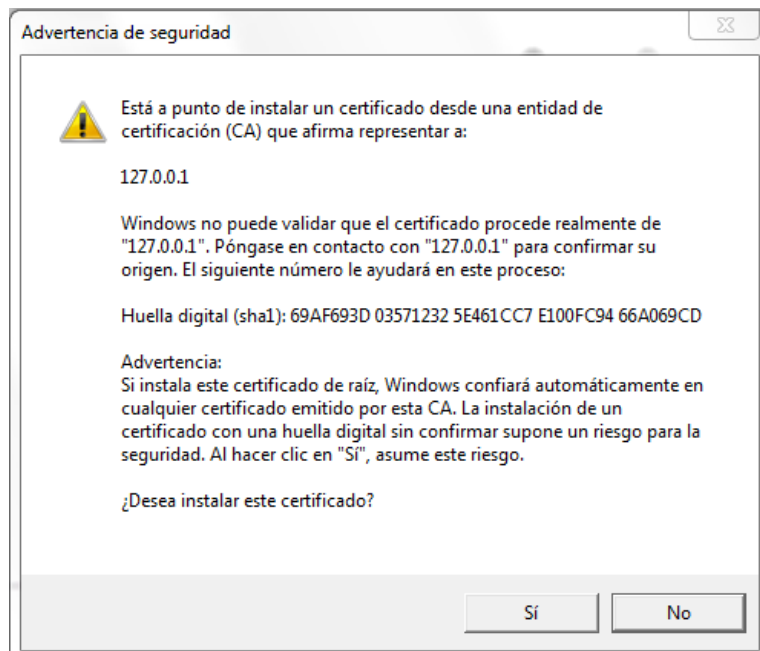 Advertencia de seguridad
Está a punto de instalar un certificado desde una entidad de
certificación (CA) que afirma representar a:
127.0.0.1
Windows no puede validar que el certificado procede realmente de
"127.0.0.1". Póngase en contacto con "127.0.0.1" para confirmar su
origen. El siguiente número le ayudará en este proceso:
Huella digital (sha1): 69AF693D 03571232 5E461CC7 E100FC94 66A069CD
Advertencia:
Si instala este certificado de raíz, Windows confiará automáticamente en
cualquier certificado emitido por esta CA. La instalación de un
certificado con una huella digital sin confirmar supone un riesgo para la
seguridad. Al hacer clic en "Sí", asume este riesgo.
¿Desea instalar este certificado?
Sí No